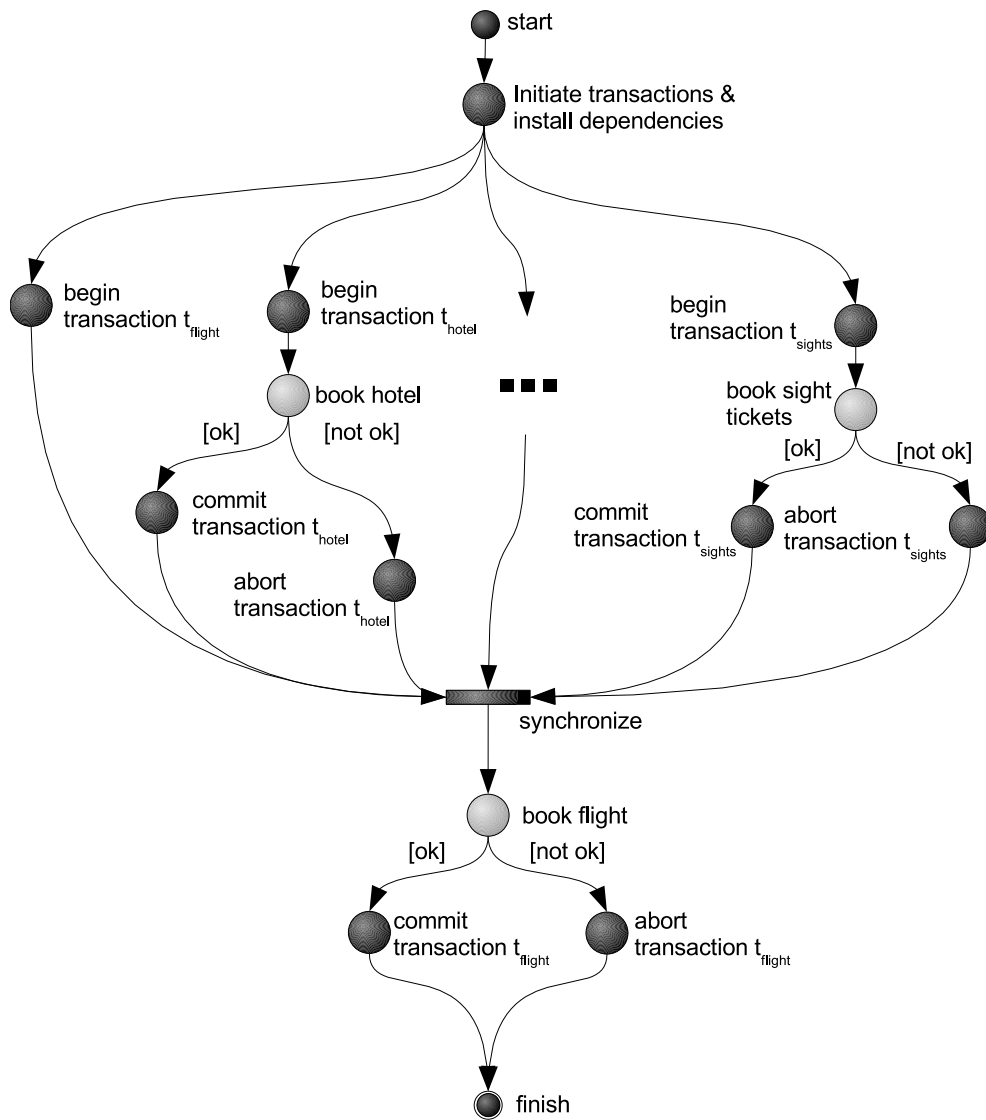 start
Initiate transactions &
install dependencies
begin
transaction t_flight
begin
transaction t_hotel
begin
transaction t_sights
book hotel
book sight
tickets
[ok]
[not ok]
[ok]
[not ok]
commit
transaction t_hotel
abort
transaction t_hotel
commit
transaction t_sights
abort
transaction t_sights
synchronize
book flight
[ok]
[not ok]
commit
transaction t_flight
abort
transaction t_flight
finish